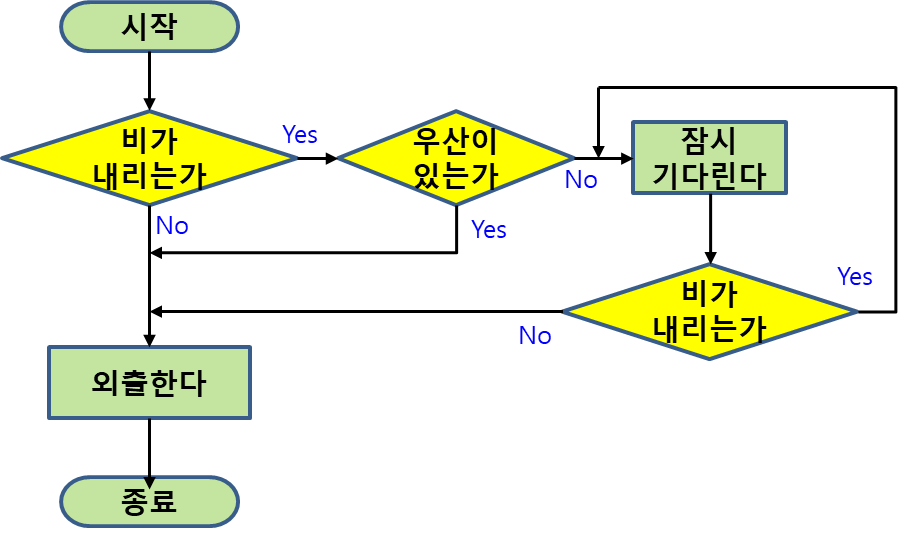 시작
비가
내리는가
Yes
우산이
있는가
No
잠시
기다린다
No
Yes
비가
내리는가
Yes
No
외출한다
종료